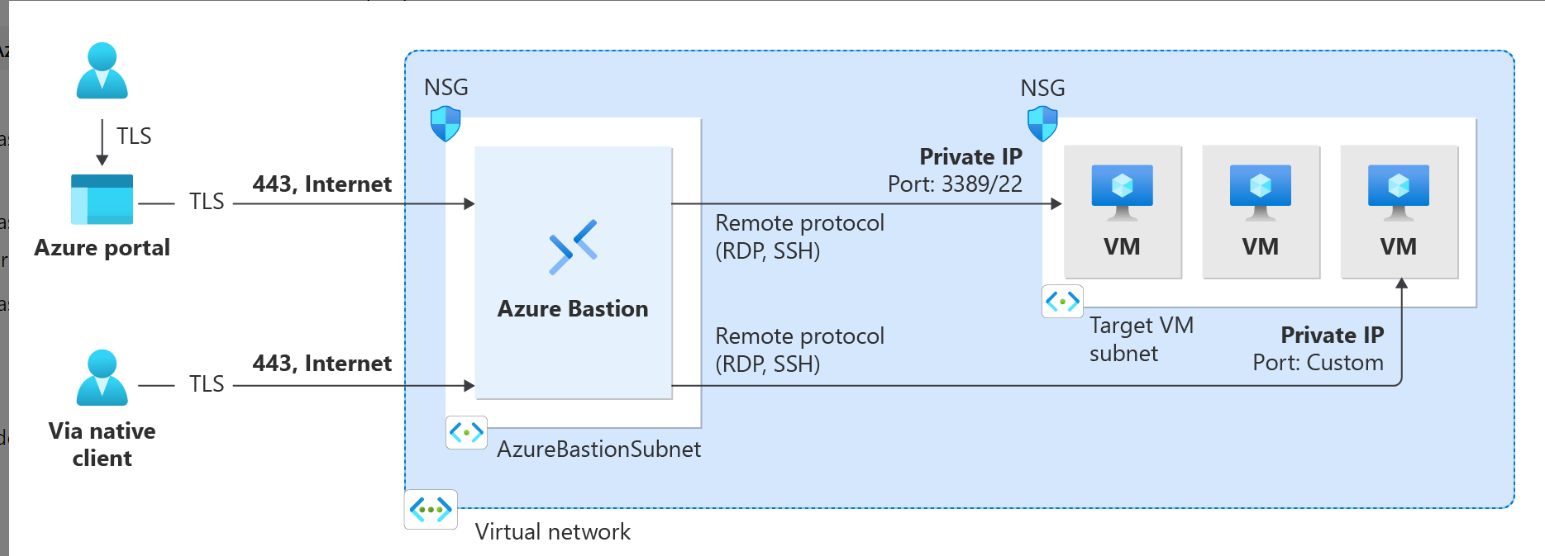 TLS
Azure portal
TLS
443, Internet
Via native
client
TLS
443, Internet
NSG
Azure Bastion
AzureBastionSubnet
Virtual network
Private IP
Port: 3389/22
Remote protocol
(RDP, SSH)
Remote protocol
(RDP, SSH)
NSG
VM
VM
VM
Target VM
subnet
Private IP
Port: Custom